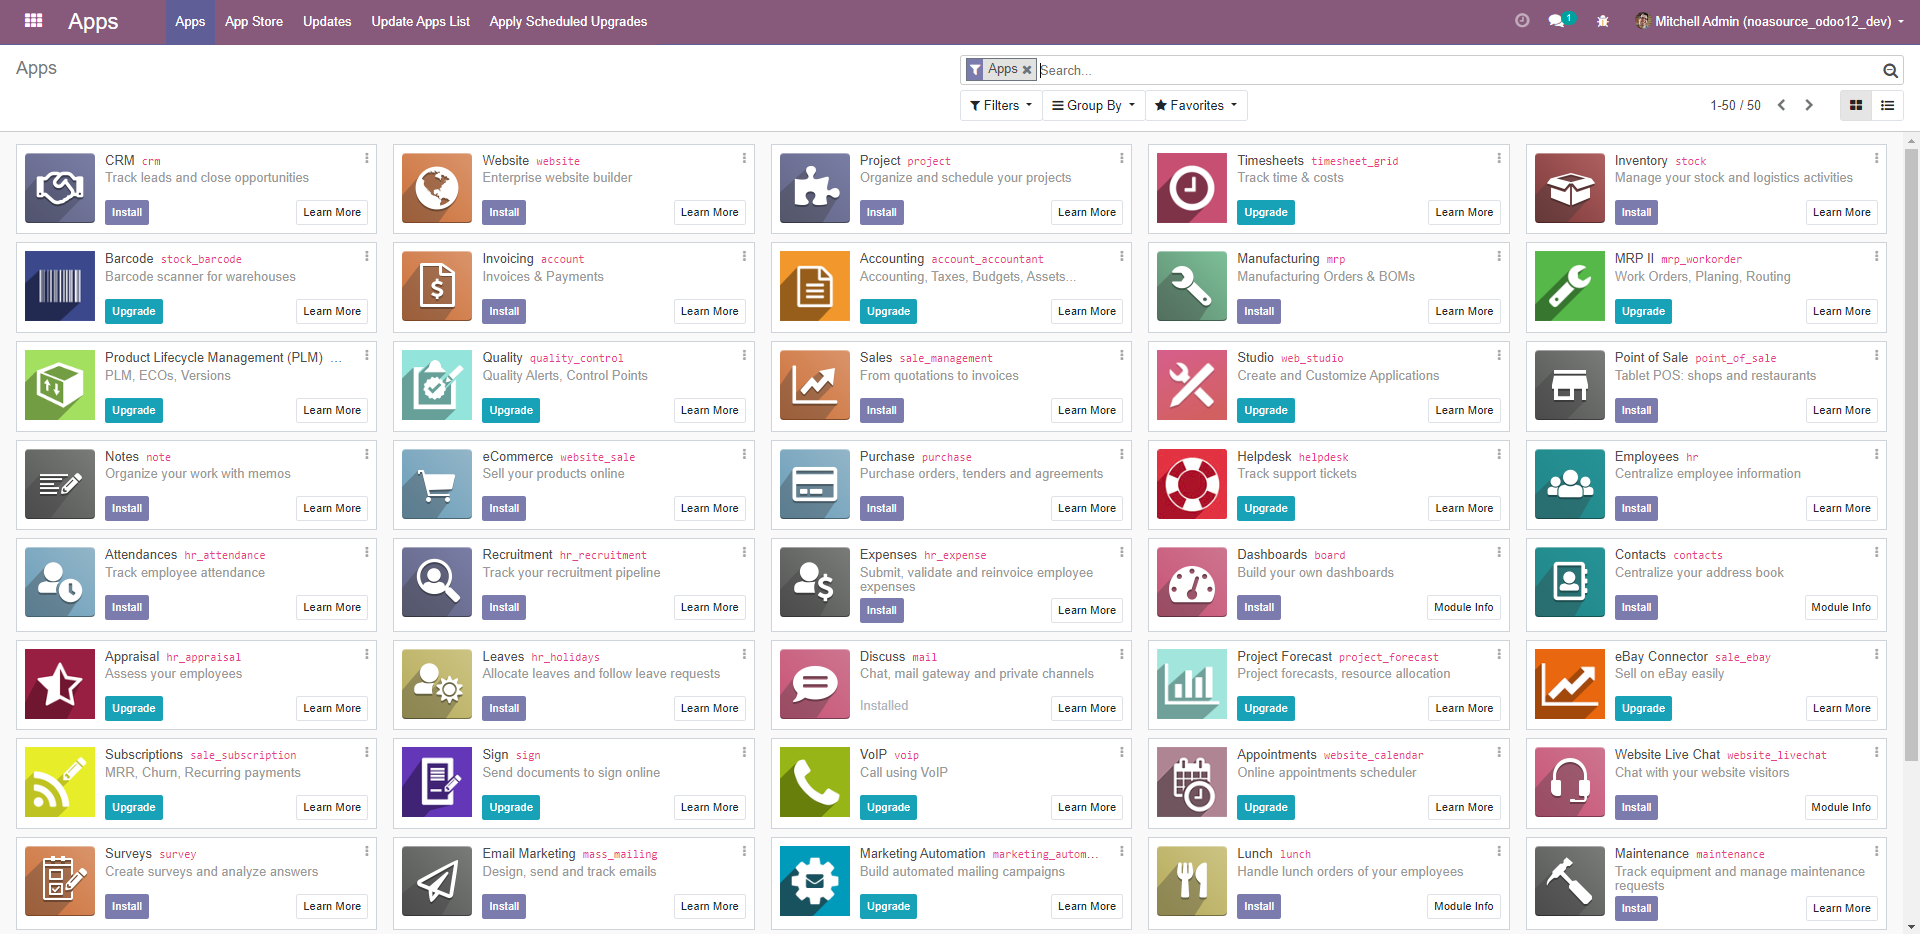 Apps
Apps App Store Updates Update Apps List Apply Scheduled Upgrades
1 Mitchell Admin (noasource_odoo12_dev)
Apps
Apps Search...
Filters Group By Favorites
1-50 / 50
CRM crm
Track leads and close opportunities
Install Learn More
Website website
Enterprise website builder
Install Learn More
Project project
Organize and schedule your projects
Install Learn More
Timesheets timesheet_grid
Track time & costs
Upgrade Learn More
Inventory stock
Manage your stock and logistics activities
Install Learn More
Barcode stock_barcode
Barcode scanner for warehouses
Upgrade Learn More
Invoicing account
Invoices & Payments
Install Learn More
Accounting account_accountant
Accounting, Taxes, Budgets, Assets...
Upgrade Learn More
Manufacturing mrp
Manufacturing Orders & BOMs
Install Learn More
MRP II mrp_workorder
Work Orders, Planing, Routing
Upgrade Learn More
Product Lifecycle Management (PLM) ...
PLM, ECOs, Versions
Upgrade Learn More
Quality quality_control
Quality Alerts, Control Points
Upgrade Learn More
Sales sale_management
From quotations to invoices
Install Learn More
Studio web_studio
Create and Customize Applications
Upgrade Learn More
Point of Sale point_of_sale
Tablet POS: shops and restaurants
Install Learn More
Notes note
Organize your work with memos
Install Learn More
eCommerce website_sale
Sell your products online
Install Learn More
Purchase purchase
Purchase orders, tenders and agreements
Install Learn More
Helpdesk helpdesk
Track support tickets
Upgrade Learn More
Employees hr
Centralize employee information
Install Learn More
Attendances hr_attendance
Track employee attendance
Install Learn More
Recruitment hr_recruitment
Track your recruitment pipeline
Install Learn More
Expenses hr_expense
Submit, validate and reinvoice employee
expenses
Install Learn More
Dashboards board
Build your own dashboards
Install Module Info
Contacts contacts
Centralize your address book
Install Module Info
Appraisal hr_appraisal
Assess your employees
Upgrade Learn More
Leaves hr_holidays
Allocate leaves and follow leave requests
Install Learn More
Discuss mail
Chat, mail gateway and private channels
Installed Learn More
Project Forecast project_forecast
Project forecasts, resource allocation
Upgrade Learn More
eBay Connector sale_ebay
Sell on eBay easily
Upgrade Learn More
Subscriptions sale_subscription
MRR, Churn, Recurring payments
Upgrade Learn More
Sign sign
Send documents to sign online
Upgrade Learn More
VoIP voip
Call using VoIP
Upgrade Learn More
Appointments website_calendar
Online appointments scheduler
Upgrade Learn More
Website Live Chat website_livechat
Chat with your website visitors
Install Module Info
Surveys survey
Create surveys and analyze answers
Install Learn More
Email Marketing mass_mailing
Design, send and track emails
Install Learn More
Marketing Automation marketing_autom...
Build automated mailing campaigns
Upgrade Learn More
Lunch lunch
Handle lunch orders of your employees
Install Module Info
Maintenance maintenance
Track equipment and manage maintenance
requests
Install Learn More